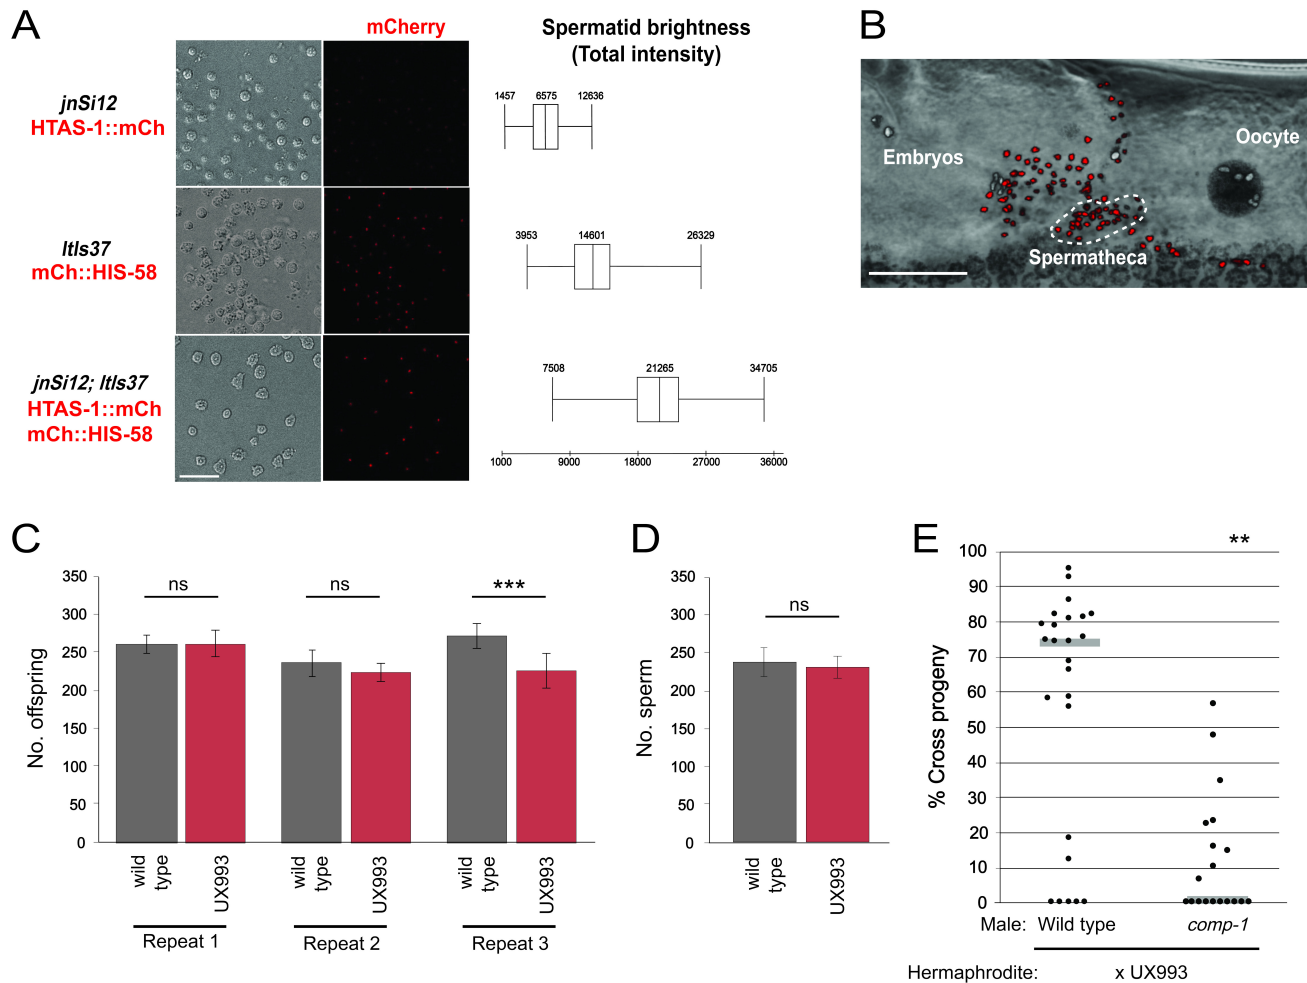 A
mCherry
Spermatid brightness
(Total intensity)
jnSi12
HTAS-1::mCh
1457 6575 12636
ltIs37
mCh::HIS-58
3953 14601 26329
jnSi12; ltIs37
HTAS-1::mCh
mCh::HIS-58
7508 21265 34705
1000 9000 18000 27000 36000
B
Embryos
Oocyte
Spermatheca
C
No. offspring
350
300
250
200
150
100
50
0
ns
ns
***
wild type
UX993
wild type
UX993
wild type
UX993
Repeat 1
Repeat 2
Repeat 3
D
No. sperm
350
300
250
200
150
100
50
0
ns
wild type
UX993
E
**
% Cross progeny
100
90
80
70
60
50
40
30
20
10
0
Male: Wild type comp-1
Hermaphrodite: x UX993